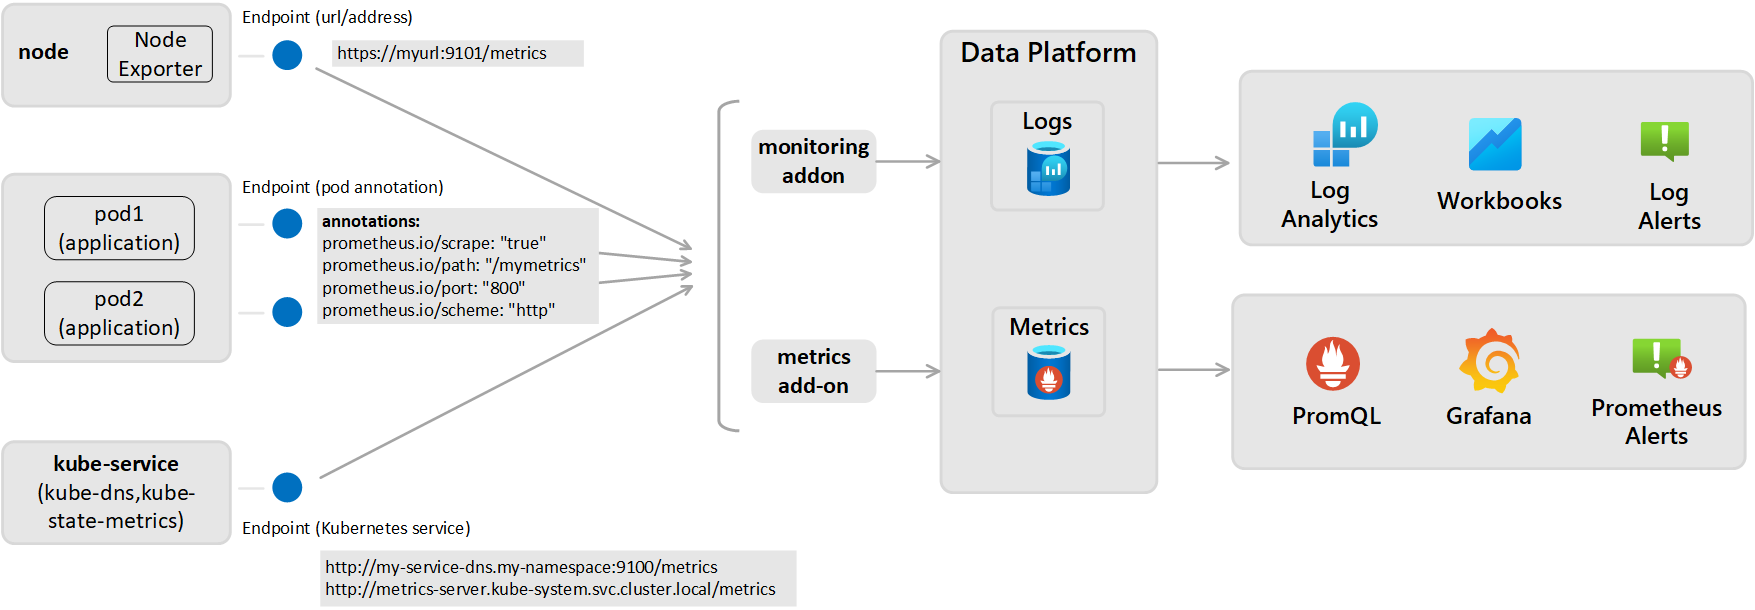 node
Node
Exporter
Endpoint (url/address)
https://myurl:9101/metrics
pod1
(application)
pod2
(application)
Endpoint (pod annotation)
annotations:
prometheus.io/scrape: "true"
prometheus.io/path: "/mymetrics"
prometheus.io/port: "800"
prometheus.io/scheme: "http"
kube-service
(kube-dns,kube-
state-metrics)
Endpoint (Kubernetes service)
http://my-service-dns.my-namespace:9100/metrics
http://metrics-server.kube-system.svc.cluster.local/metrics
monitoring
addon
metrics
add-on
Data Platform
Logs
Metrics
Log
Analytics
Workbooks
Log
Alerts
PromQL
Grafana
Prometheus
Alerts